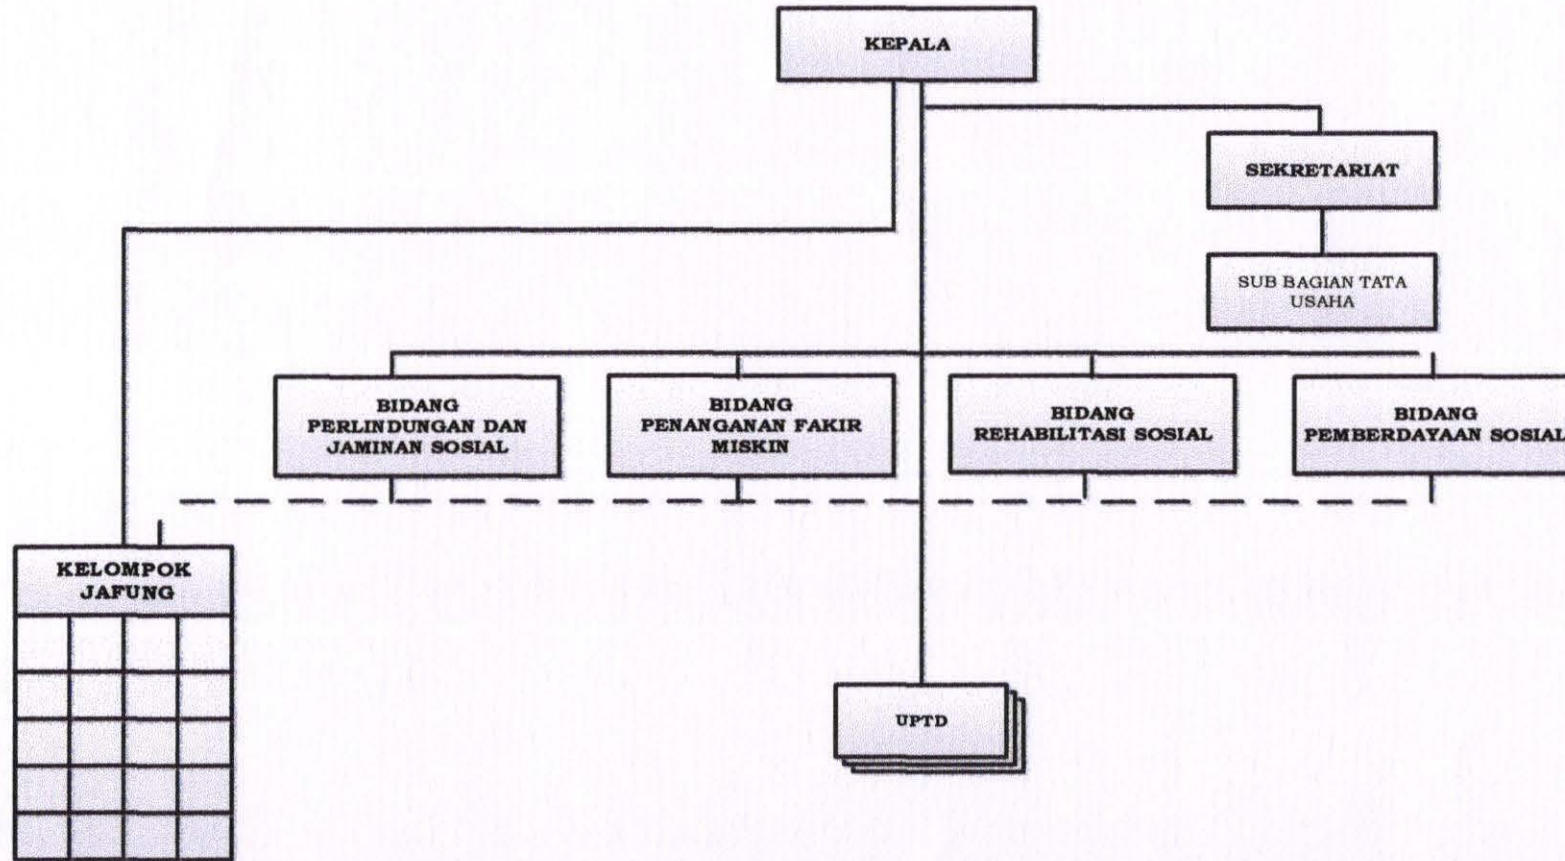 KEPALA
SEKRETARIAT
SUB BAGIAN TATA
USAHA
BIDANG
PERLINDUNGAN DAN
JAMINAN SOSIAL
BIDANG
PENANGANAN FAKIR
MISKIN
BIDANG
REHABILITASI SOSIAL
BIDANG
PEMBERDAYAAN SOSIAL
KELOMPOK
JAFUNG
UPTD